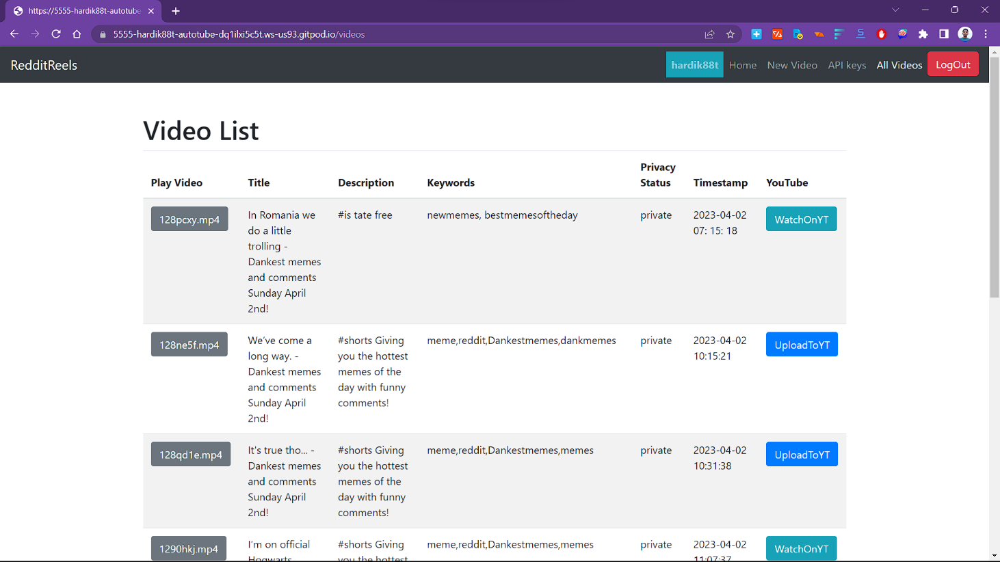 https://5555-hardik88t-autotube
5555-hardik88t-autotube-dq1ilxi5c5t.ws-us93.gitpod.io/videos
RedditReels
hardik88t Home New Video API keys All Videos LogOut
Video List
Play Video Title Description Keywords Privacy Status Timestamp YouTube
128pcxy.mp4
In Romania we
do a little
trolling -
Dankest memes
and comments
Sunday April
2nd!
#is tate free
newmemes, bestmemesoftheday
private
2023-04-02
07: 15: 18
WatchOnYT
128ne5f.mp4
We’ve come a
long way. -
Dankest memes
and comments
Sunday April
2nd!
#shorts Giving
you the hottest
memes of the
day with funny
comments!
meme,reddit,Dankestmemes,dankmemes
private
2023-04-02
10:15:21
UploadToYT
128qd1e.mp4
It's true tho... -
Dankest memes
and comments
Sunday April
2nd!
#shorts Giving
you the hottest
memes of the
day with funny
comments!
meme,reddit,Dankestmemes,memes
private
2023-04-02
10:31:38
UploadToYT
1290hkj.mp4
I’m on official
Hogwarts
#shorts Giving
you the hottest
meme,reddit,Dankestmemes,memes
private
2023-04-02
11:07:37
WatchOnYT